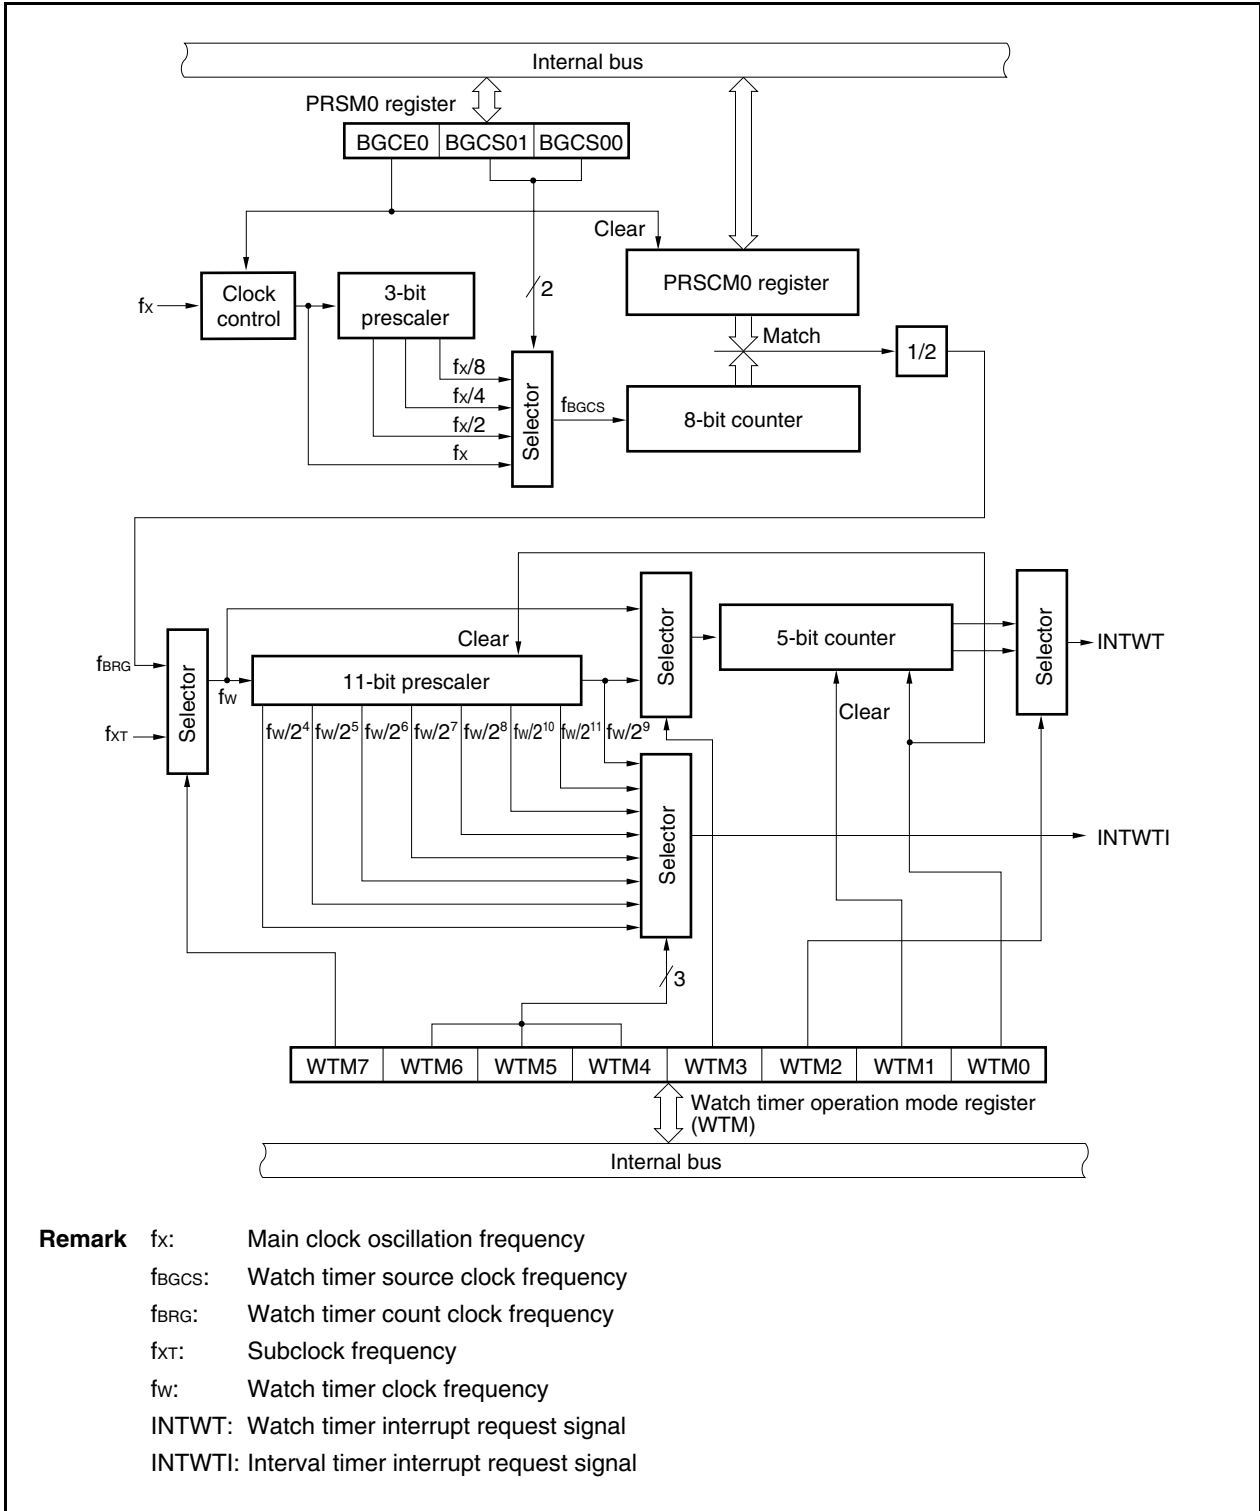 Internal bus
PRSM0 register
BGCE0 BGCS01 BGCS00
Clear
PRSCM0 register
2
fX
Clock
control
3-bit
prescaler
Match
1/2
fX/8
fX/4
fX/2
fX
Selector
fBGCS
8-bit counter
Clear
fBRG
fXT
Selector
fW
11-bit prescaler
fW/2⁴ fW/2⁵ fW/2⁶ fW/2⁷ fW/2⁸ fW/2¹⁰ fW/2¹¹ fW/2⁹
Selector
5-bit counter
Clear
Selector
INTWT
Selector
INTWTI
3
WTM7 WTM6 WTM5 WTM4 WTM3 WTM2 WTM1 WTM0
Watch timer operation mode register
(WTM)
Internal bus
Remark fX: Main clock oscillation frequency
fBGCS: Watch timer source clock frequency
fBRG: Watch timer count clock frequency
fXT: Subclock frequency
fW: Watch timer clock frequency
INTWT: Watch timer interrupt request signal
INTWTI: Interval timer interrupt request signal